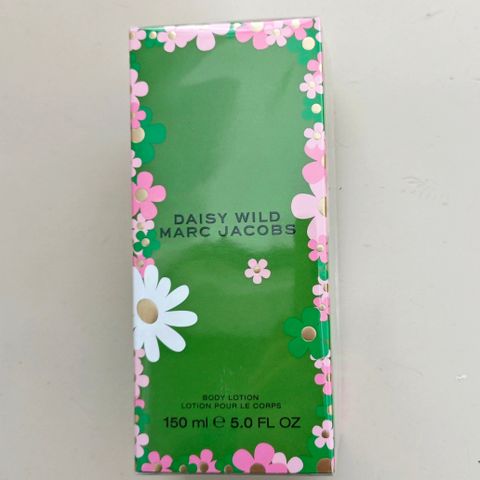 DAISY WILD
MARC JACOBS
BODY LOTION
LOTION POUR LE CORPS
150 ml ℮ 5.0 FL OZ